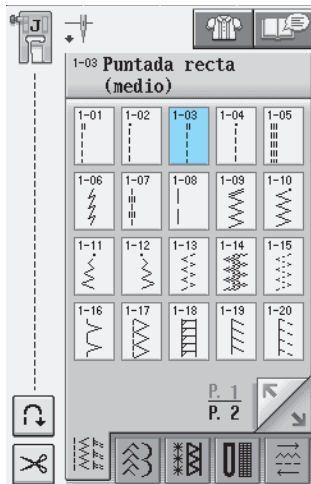 J
1-03 Puntada recta
(medio)
1-01 1-02 1-03 1-04 1-05
1-06 1-07 1-08 1-09 1-10
1-11 1-12 1-13 1-14 1-15
1-16 1-17 1-18 1-19 1-20
P. 1
P. 2